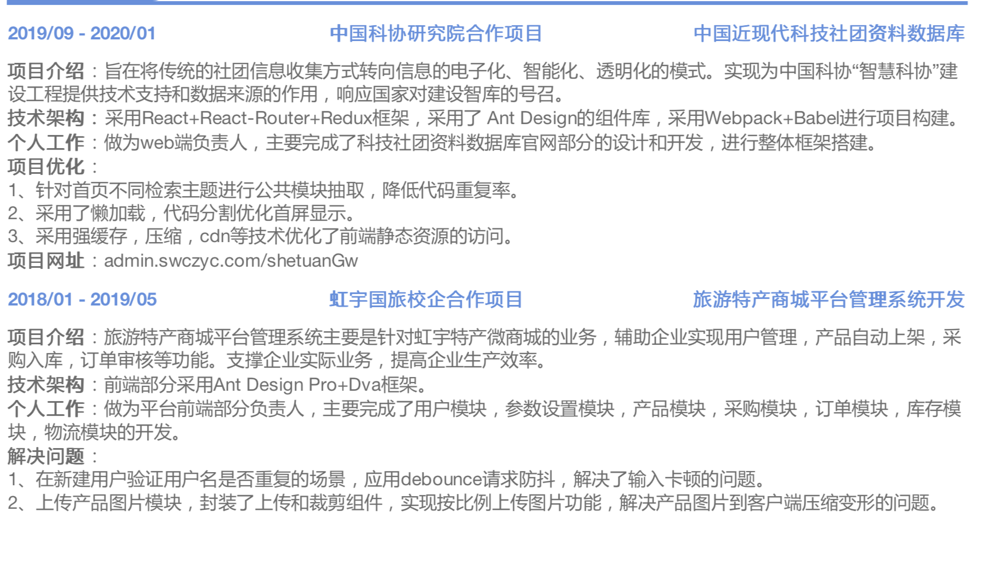 2019/09 - 2020/01 中国科协研究院合作项目 中国近现代科技社团资料数据库
项目介绍：旨在将传统的社团信息收集方式转向信息的电子化、智能化、透明化的模式。实现为中国科协“智慧科协”建
设工程提供技术支持和数据来源的作用，响应国家对建设智库的号召。
技术架构：采用React+React-Router+Redux框架，采用了 Ant Design的组件库，采用Webpack+Babel进行项目构建。
个人工作：做为web端负责人，主要完成了科技社团资料数据库官网部分的设计和开发，进行整体框架搭建。
项目优化：
1、针对首页不同检索主题进行公共模块抽取，降低代码重复率。
2、采用了懒加载，代码分割优化首屏显示。
3、采用强缓存，压缩，cdn等技术优化了前端静态资源的访问。
项目网址：admin.swczyc.com/shetuanGw
2018/01 - 2019/05 虹宇国旅校企合作项目 旅游特产商城平台管理系统开发
项目介绍：旅游特产商城平台管理系统主要是针对虹宇特产微商城的业务，辅助企业实现用户管理，产品自动上架，采
购入库，订单审核等功能。支撑企业实际业务，提高企业生产效率。
技术架构：前端部分采用Ant Design Pro+Dva框架。
个人工作：做为平台前端部分负责人，主要完成了用户模块，参数设置模块，产品模块，采购模块，订单模块，库存模
块，物流模块的开发。
解决问题：
1、在新建用户验证用户名是否重复的场景，应用debounce请求防抖，解决了输入卡顿的问题。
2、上传产品图片模块，封装了上传和裁剪组件，实现按比例上传图片功能，解决产品图片到客户端压缩变形的问题。